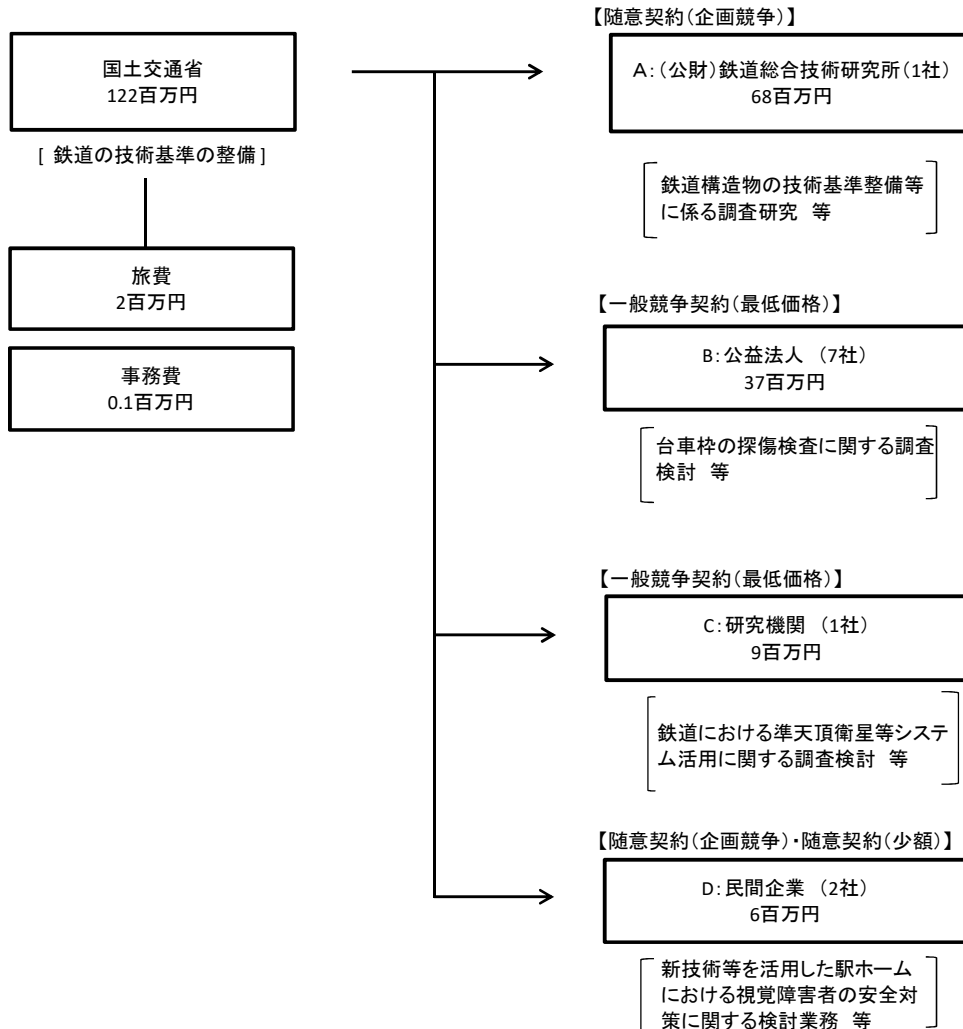 国土交通省
122百万円
[ 鉄道の技術基準の整備 ]
旅費
2百万円
事務費
0.1百万円
【随意契約(企画競争)】
A:(公財)鉄道総合技術研究所(1社)
68百万円
鉄道構造物の技術基準整備等
に係る調査研究 等
【一般競争契約(最低価格)】
B:公益法人 (7社)
37百万円
台車枠の探傷検査に関する調査
検討 等
【一般競争契約(最低価格)】
C:研究機関 (1社)
9百万円
鉄道における準天頂衛星等システ
ム活用に関する調査検討 等
【随意契約(企画競争)・随意契約(少額)】
D:民間企業 (2社)
6百万円
新技術等を活用した駅ホーム
における視覚障害者の安全対
策に関する検討業務 等